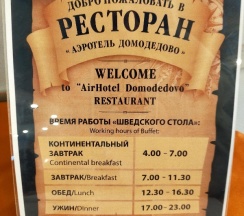 ДОБРО ПОЖАЛОВАТЬ В
РЕСТОРАН
« АЭРОТЕЛЬ ДОМОДЕДОВО »
WELCOME
to "AirHotel Domodedovo"
RESTAURANT
ВРЕМЯ РАБОТЫ «ШВЕДСКОГО СТОЛА»:
Working hours of Buffet:
КОНТИНЕНТАЛЬНЫЙ
ЗАВТРАК 4.00 - 7.00
Continental breakfast
ЗАВТРАК/Breakfast 7.00 - 11.30
ОБЕД/Lunch 12.30 - 16.30
УЖИН/Dinner 17.00- 23.00